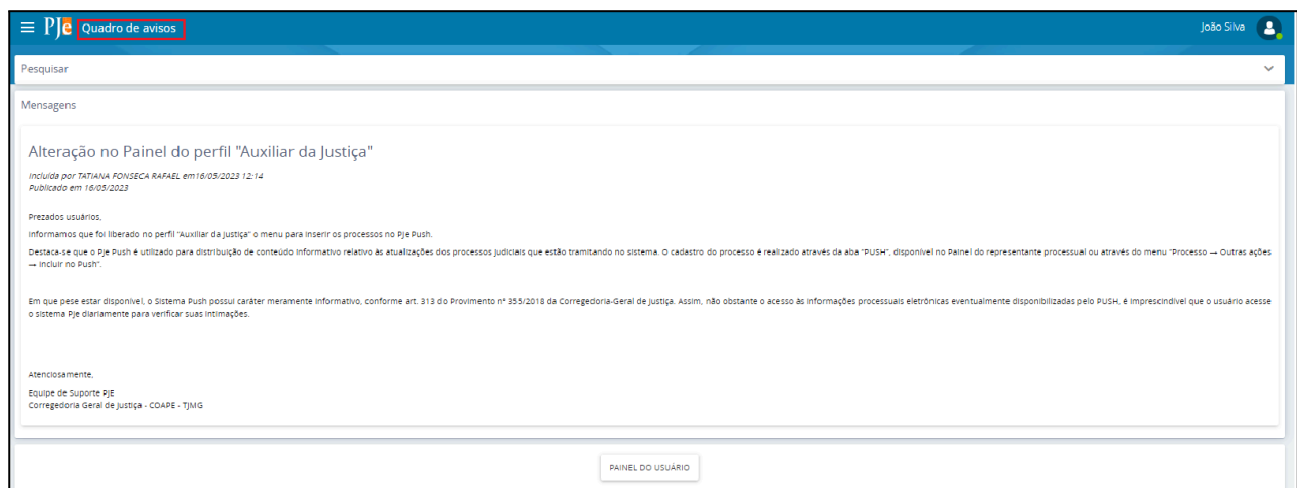 PJe Quadro de avisos João Silva
Pesquisar
Mensagens
Alteração no Painel do perfil "Auxiliar da Justiça"
Incluída por TATIANA FONSECA RAFAEL em16/05/2023 12:14
Publicado em 16/05/2023
Prezados usuários,
Informamos que foi liberado no perfil "Auxiliar da Justiça" o menu para inserir os processos no PJe Push.
Destaca-se que o PJe Push é utilizado para distribuição de conteúdo informativo relativo às atualizações dos processos judiciais que estão tramitando no sistema. O cadastro do processo é realizado através da aba "PUSH", disponível no Painel do representante processual ou através do menu "Processo → Outras ações
→ Incluir no Push".
Em que pese estar disponível, o Sistema Push possui caráter meramente informativo, conforme art. 313 do Provimento nº 355/2018 da Corregedoria-Geral de Justiça. Assim, não obstante o acesso às informações processuais eletrônicas eventualmente disponibilizadas pelo PUSH, é imprescindível que o usuário acesse
o sistema PJe diariamente para verificar suas intimações.
Atenciosamente,
Equipe de Suporte PJE
Corregedoria Geral de Justiça - COAPE - TJMG
PAINEL DO USUÁRIO